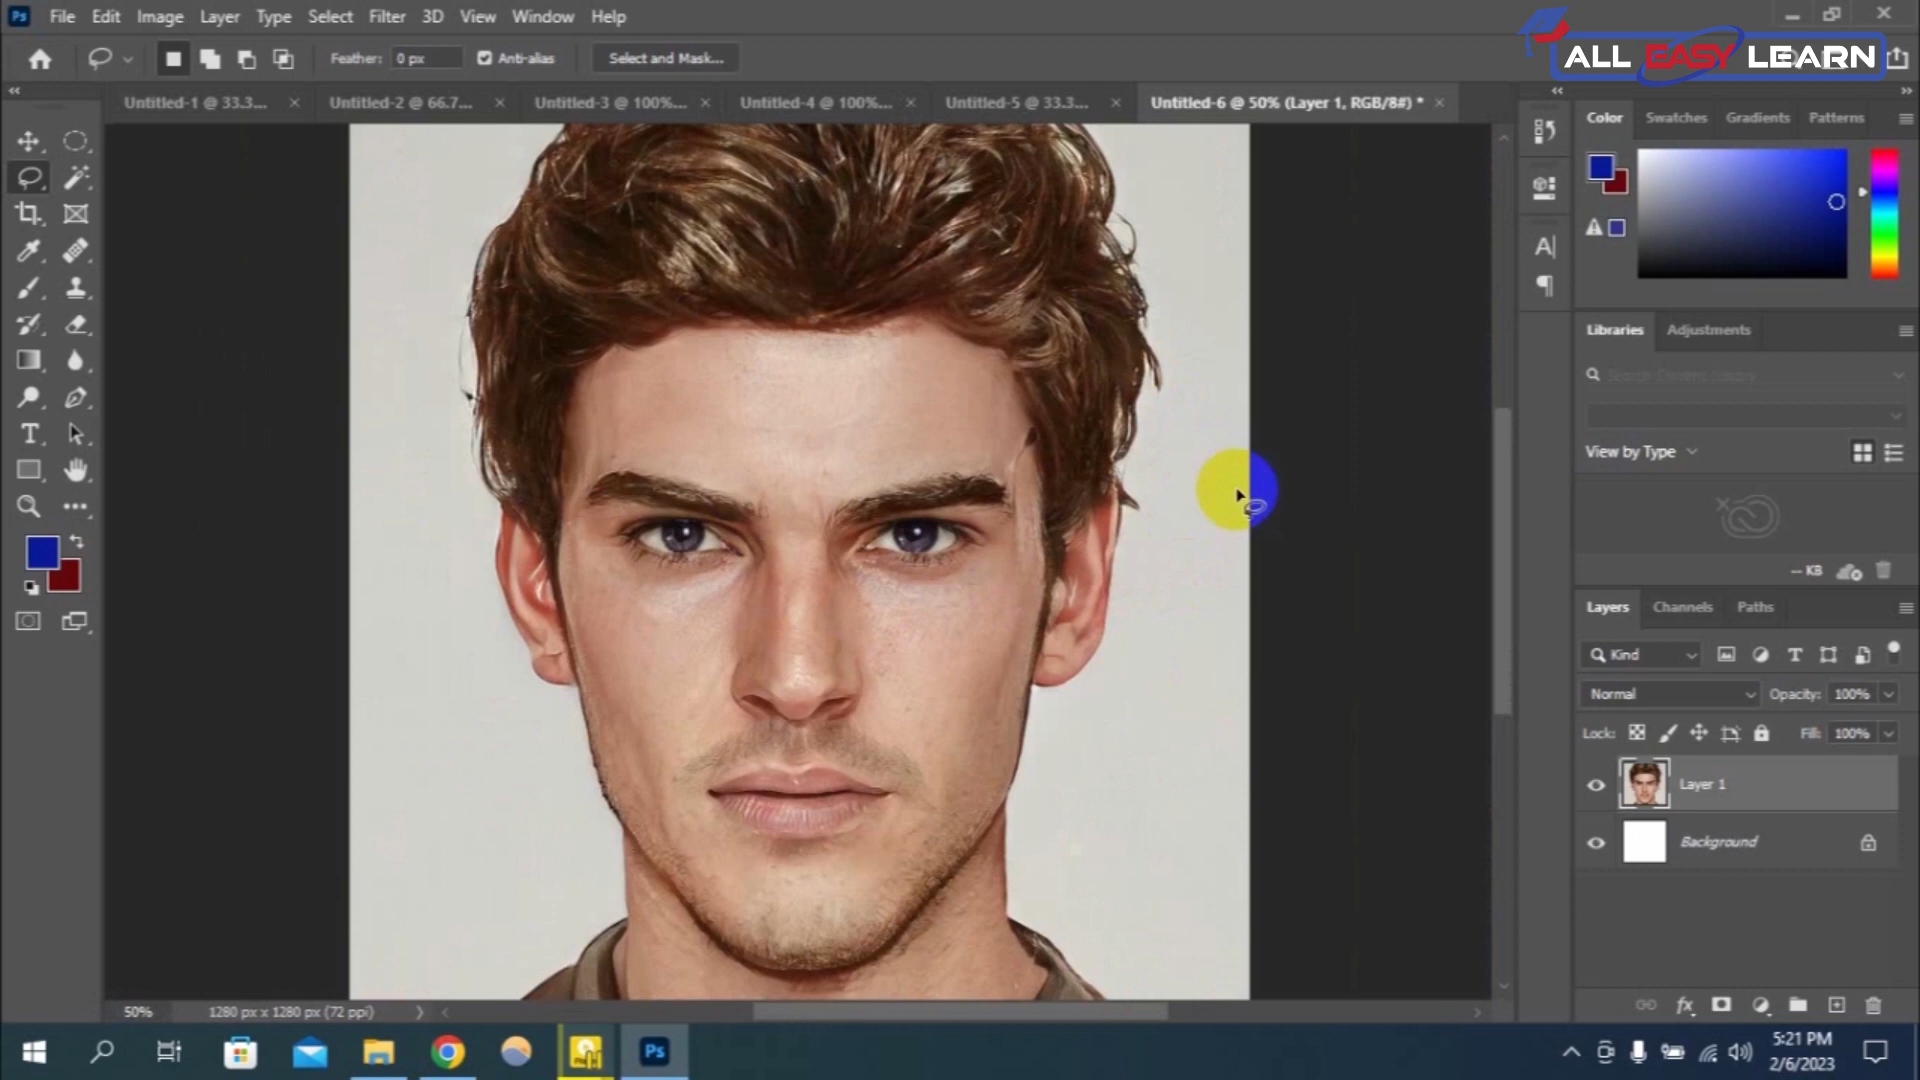 Ps File Edit Image Layer Type Select Filter 3D View Window Help
ALL EASY LEARN
Feather: 0 px Anti-alias Select and Mask...
Untitled-1 @ 33.3... Untitled-2 @ 66.7... Untitled-3 @ 100%... Untitled-4 @ 100%... Untitled-5 @ 33.3... Untitled-6 @ 50% (Layer 1, RGB/8#) *
Color Swatches Gradients Patterns
Libraries Adjustments
View by Type
-- KB
Layers Channels Paths
Kind
Normal Opacity: 100%
Lock: Fill: 100%
Layer 1
Background
50% 1280 px x 1280 px (72 ppi)
fx
Ps
5:21 PM
2/6/2023